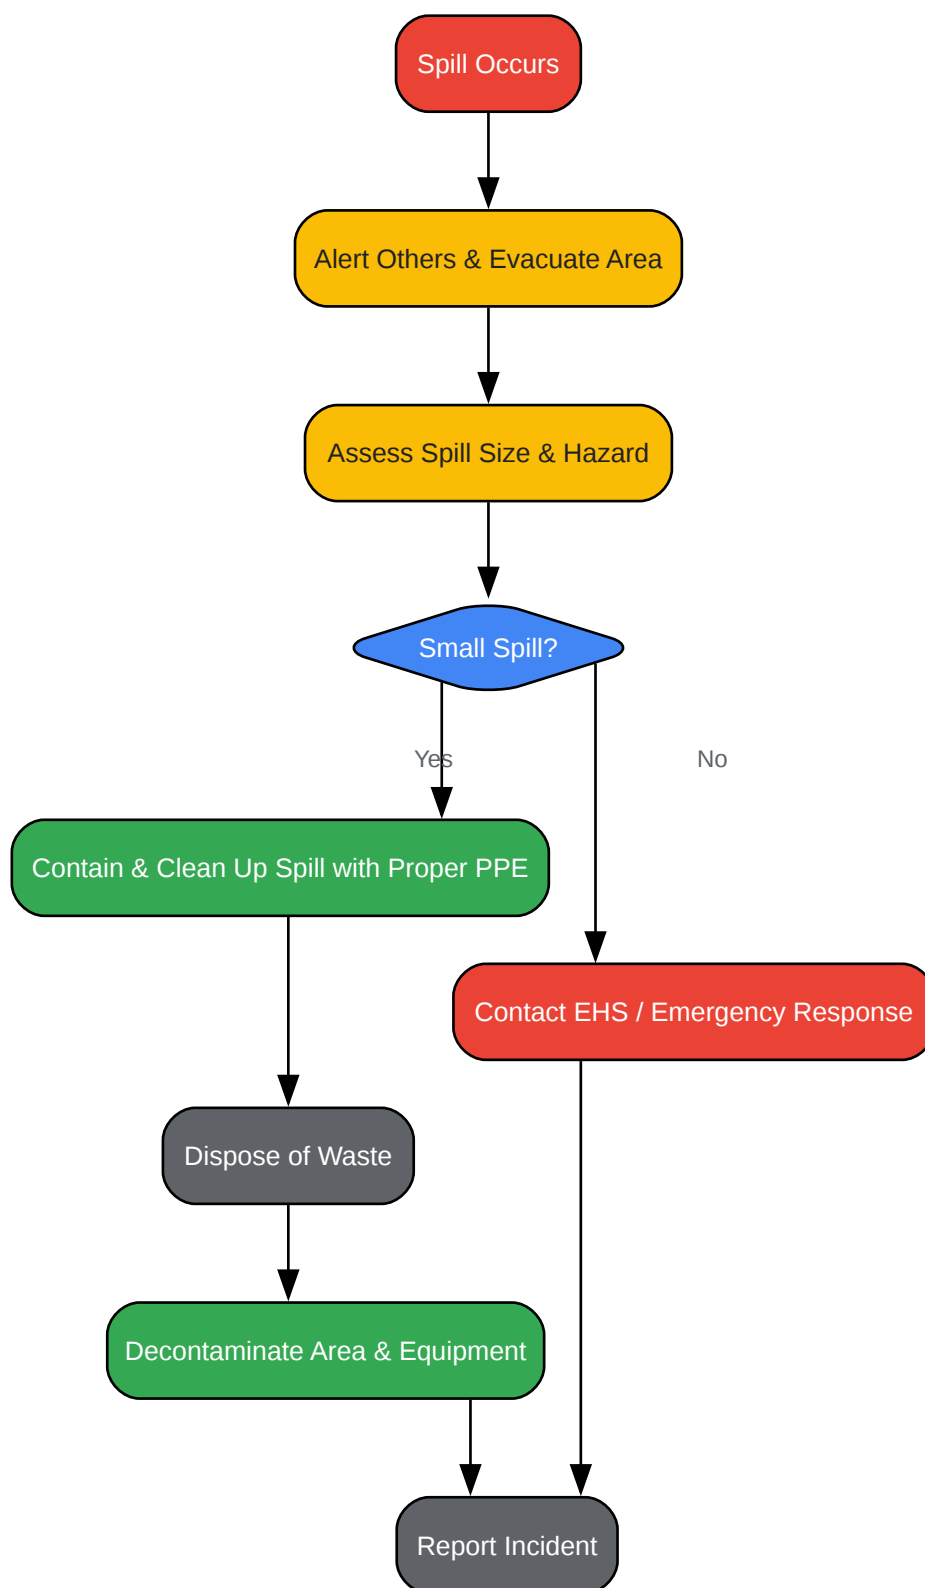 Spill Occurs
Alert Others & Evacuate Area
Assess Spill Size & Hazard
Small Spill?
Yes
No
Contain & Clean Up Spill with Proper PPE
Contact EHS / Emergency Response
Dispose of Waste
Decontaminate Area & Equipment
Report Incident